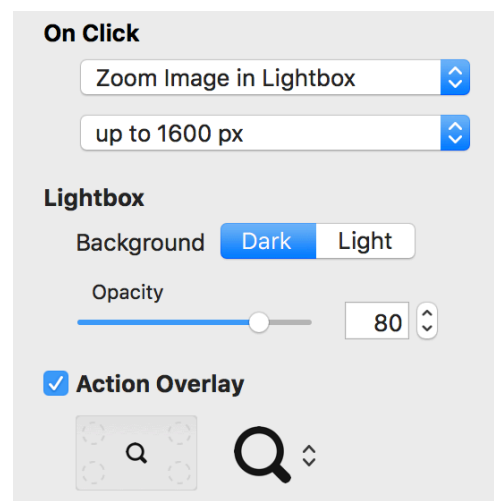 On Click
Zoom Image in Lightbox
up to 1600 px
Lightbox
Background Dark Light
Opacity
80
Action Overlay